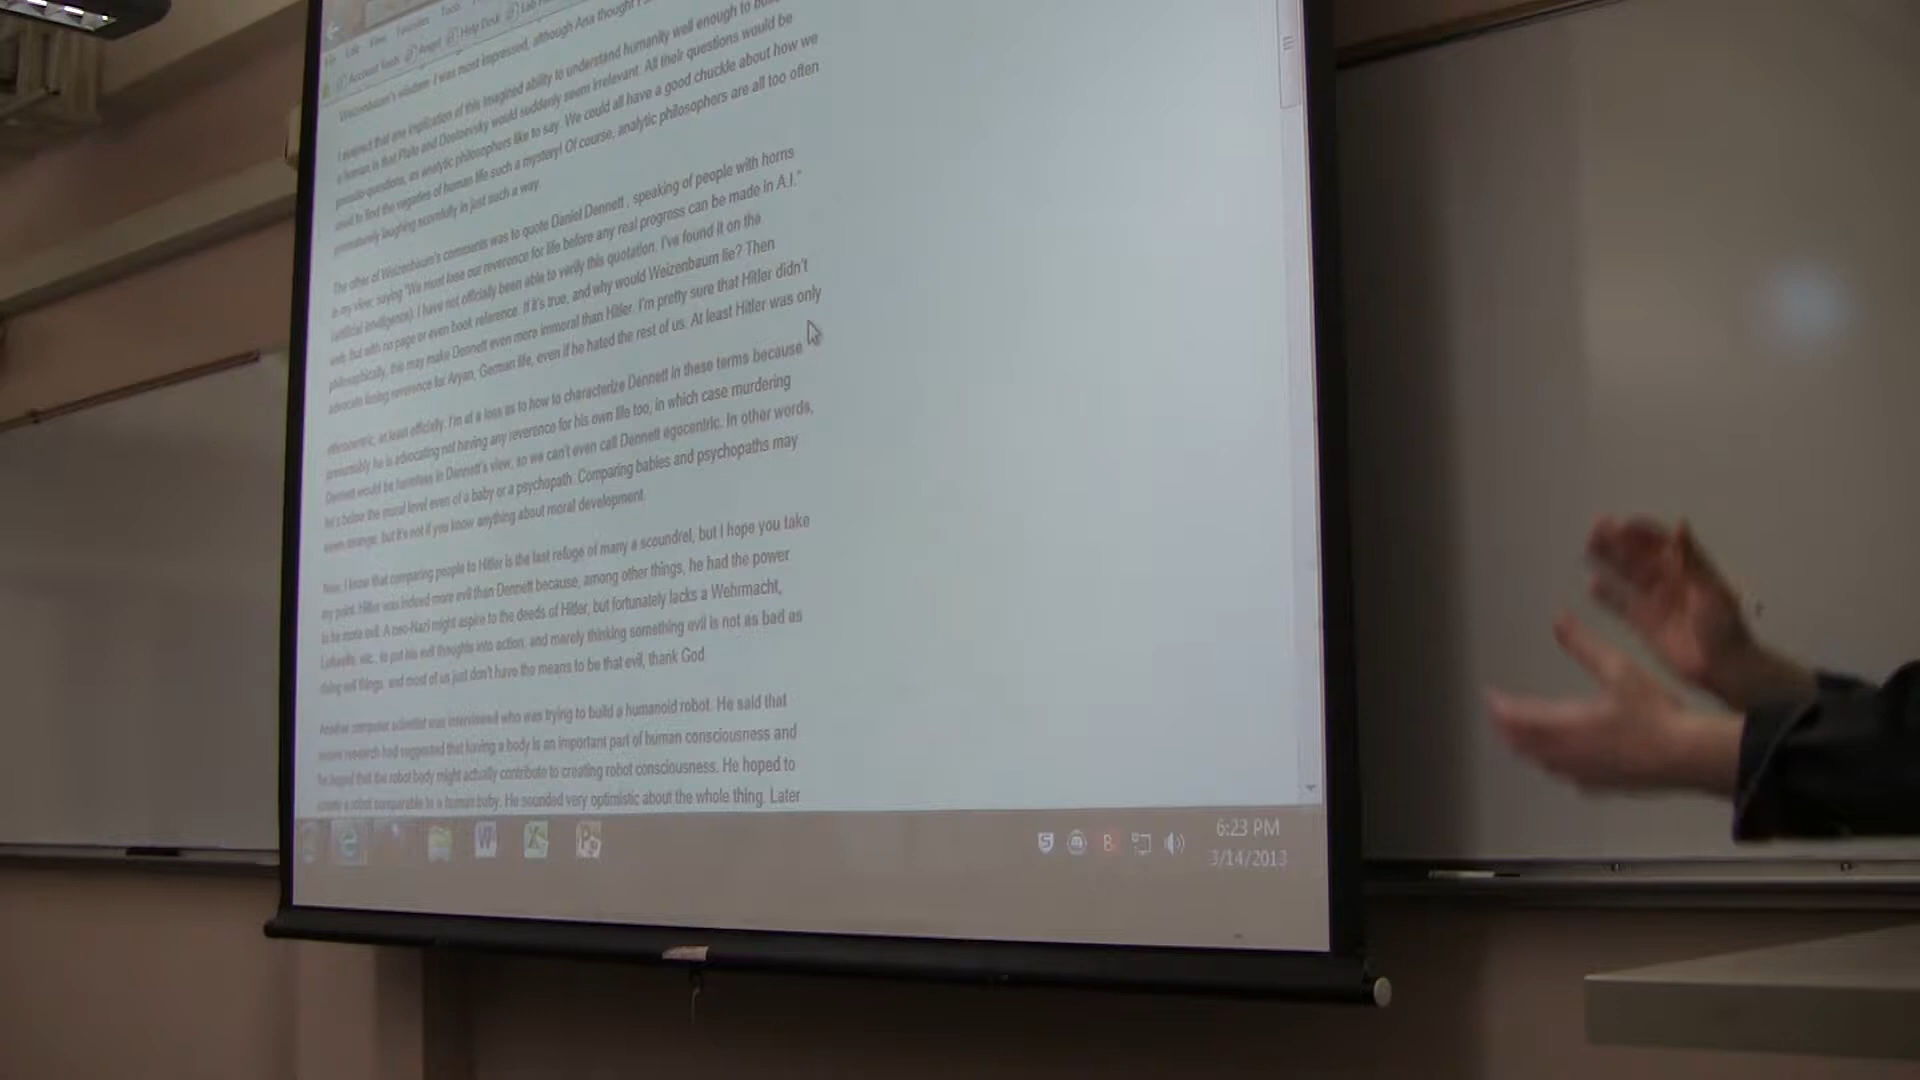 Edit View Favorites Tools
Account Tools Angel Help Desk Lab
Weizenbaum's wisdom I was most impressed, although Ana thought
I suspect that one implication of this imagined ability to understand humanity well enough to build
a human is that Plato and Dostoevsky would suddenly seem irrelevant. All their questions would be
pseudo-questions, as analytic philosophers like to say. We could all have a good chuckle about how we
used to find the vagaries of human life such a mystery! Of course, analytic philosophers are all too often
prematurely laughing scornfully in just such a way.
The other of Weizenbaum's comments was to quote Daniel Dennett , speaking of people with horns
in my view, saying "We must lose our reverence for life before any real progress can be made in A.I."
(artificial intelligence). I have not officially been able to verify this quotation. I've found it on the
web, but with no page or even book reference. If it's true, and why would Weizenbaum lie? Then
philosophically, this may make Dennett even more immoral than Hitler. I'm pretty sure that Hitler didn't
advocate losing reverence for Aryan, German life, even if he hated the rest of us. At least Hitler was only
ethnocentric, at least officially. I'm at a loss as to how to characterize Dennett in these terms because
presumably he is advocating not having any reverence for his own life too, in which case murdering
Dennett would be harmless in Dennett's view, so we can't even call Dennett egocentric. In other words,
he's below the moral level even of a baby or a psychopath. Comparing babies and psychopaths may
seem strange, but it's not if you know anything about moral development.
Now, I know that comparing people to Hitler is the last refuge of many a scoundrel, but I hope you take
my point. Hitler was indeed more evil than Dennett because, among other things, he had the power
to be more evil. A neo-Nazi might aspire to the deeds of Hitler, but fortunately lacks a Wehrmacht,
Luftwaffe, etc., to put his evil thoughts into action, and merely thinking something evil is not as bad as
doing evil things, and most of us just don't have the means to be that evil, thank God.
Another computer scientist was interviewed who was trying to build a humanoid robot. He said that
recent research had suggested that having a body is an important part of human consciousness and
he hoped that the robot body might actually contribute to creating robot consciousness. He hoped to
create a robot comparable to a human baby. He sounded very optimistic about the whole thing. Later
6:23 PM
3/14/2013